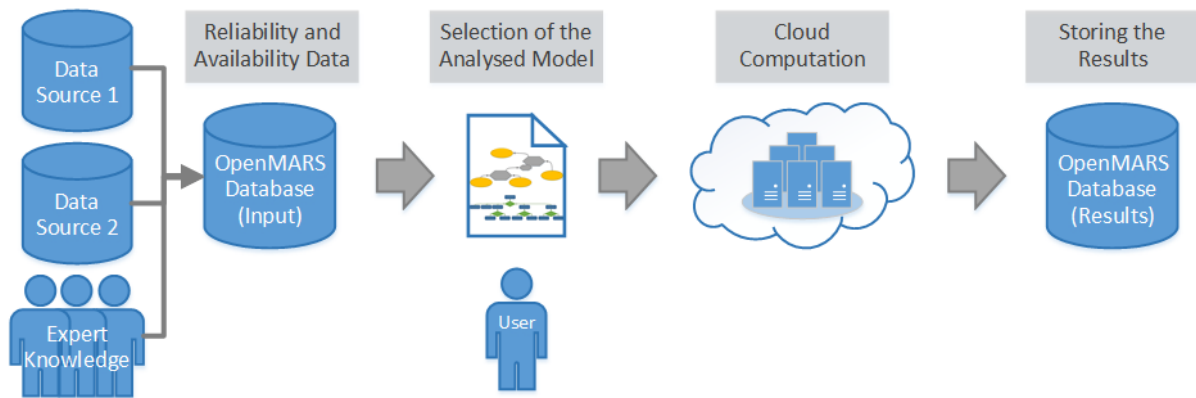 Data
Source 1
Data
Source 2
Expert
Knowledge
Reliability and
Availability Data
OpenMARS
Database
(Input)
Selection of the
Analysed Model
User
Cloud
Computation
Storing the
Results
OpenMARS
Database
(Results)